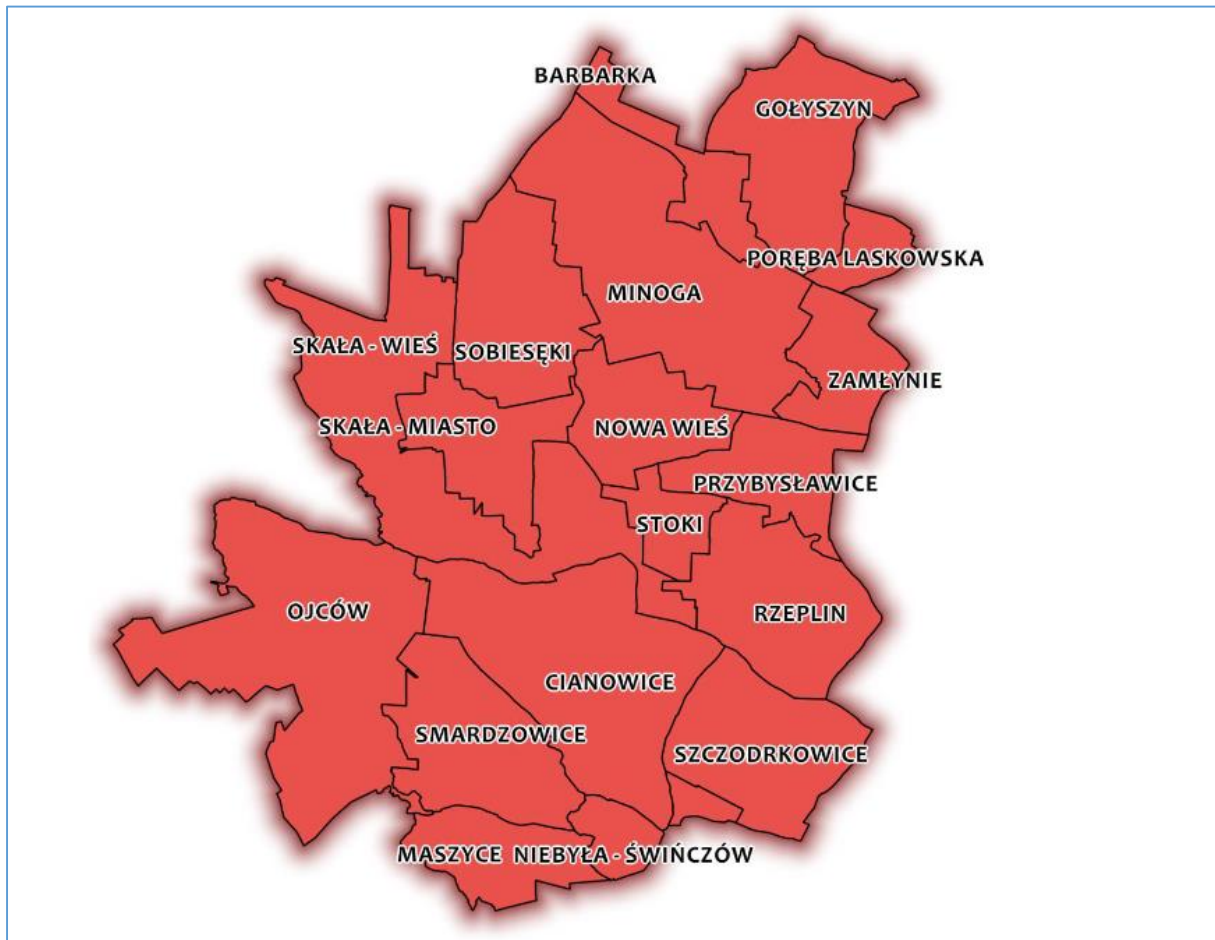 BARBARKA
GOŁYSZYN
PORĘBA LASKOWSKA
MINOGA
SKAŁA - WIEŚ
SOBIESĘKI
ZAMŁYNIE
SKAŁA - MIASTO
NOWA WIEŚ
PRZYBYSŁAWICE
STOKI
OJCÓW
RZEPLIN
CIANOWICE
SMARDZOWICE
SZCZODRKOWICE
MASZYCE
NIEBYŁA - ŚWIŃCZÓW